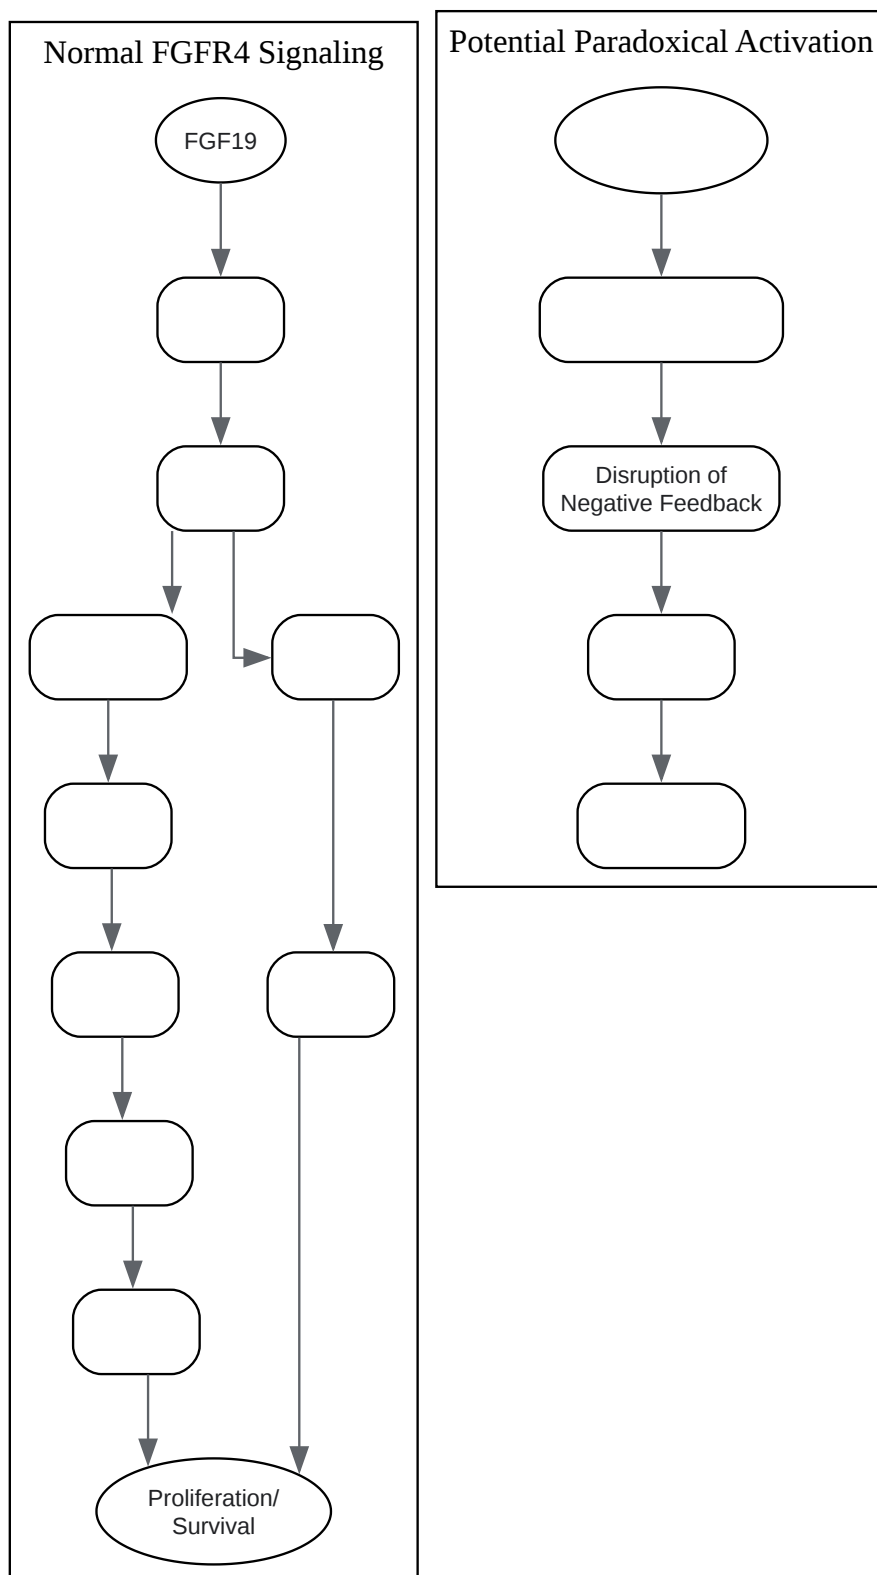 Normal FGFR4 Signaling
FGF19
Proliferation/
Survival
Potential Paradoxical Activation
Disruption of
Negative Feedback